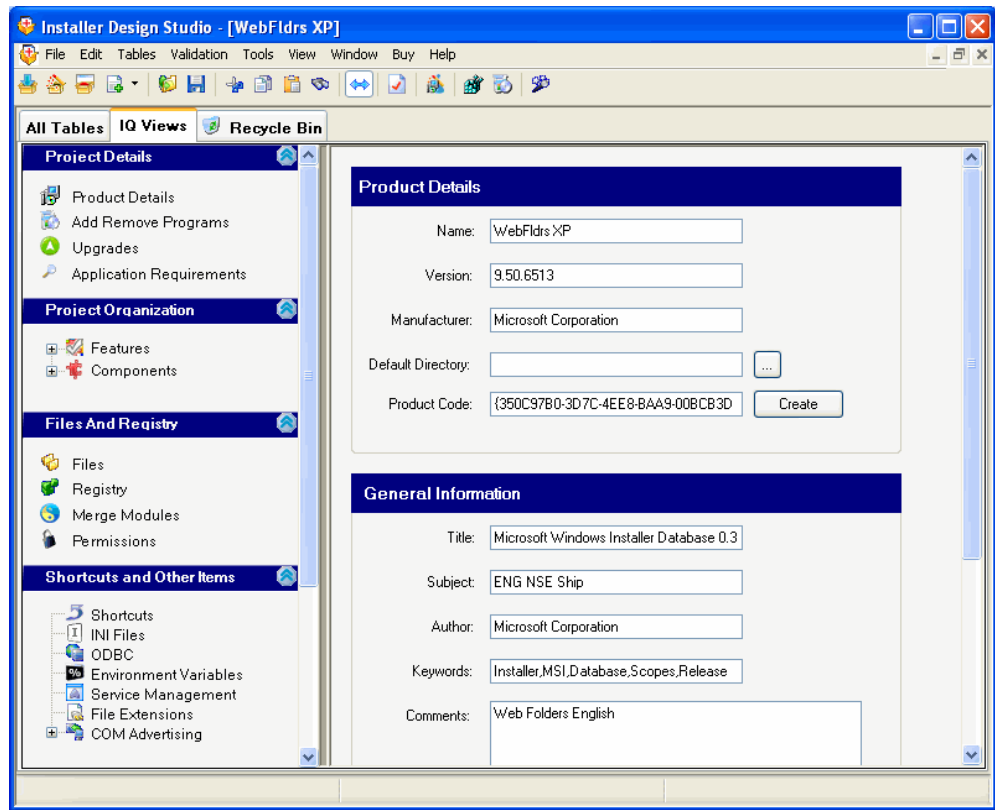 Installer Design Studio - [WebFldrs XP]
File Edit Tables Validation Tools View Window Buy Help
All Tables IQ Views Recycle Bin
Project Details
Product Details
Add Remove Programs
Upgrades
Application Requirements
Project Organization
Features
Components
Files And Registry
Files
Registry
Merge Modules
Permissions
Shortcuts and Other Items
Shortcuts
INI Files
ODBC
Environment Variables
Service Management
File Extensions
COM Advertising
Product Details
Name: WebFldrs XP
Version: 9.50.6513
Manufacturer: Microsoft Corporation
Default Directory: ...
Product Code: {350C97B0-3D7C-4EE8-BAA9-00BCB3D Create
General Information
Title: Microsoft Windows Installer Database 0.3
Subject: ENG NSE Ship
Author: Microsoft Corporation
Keywords: Installer,MSI,Database,Scopes,Release
Comments: Web Folders English